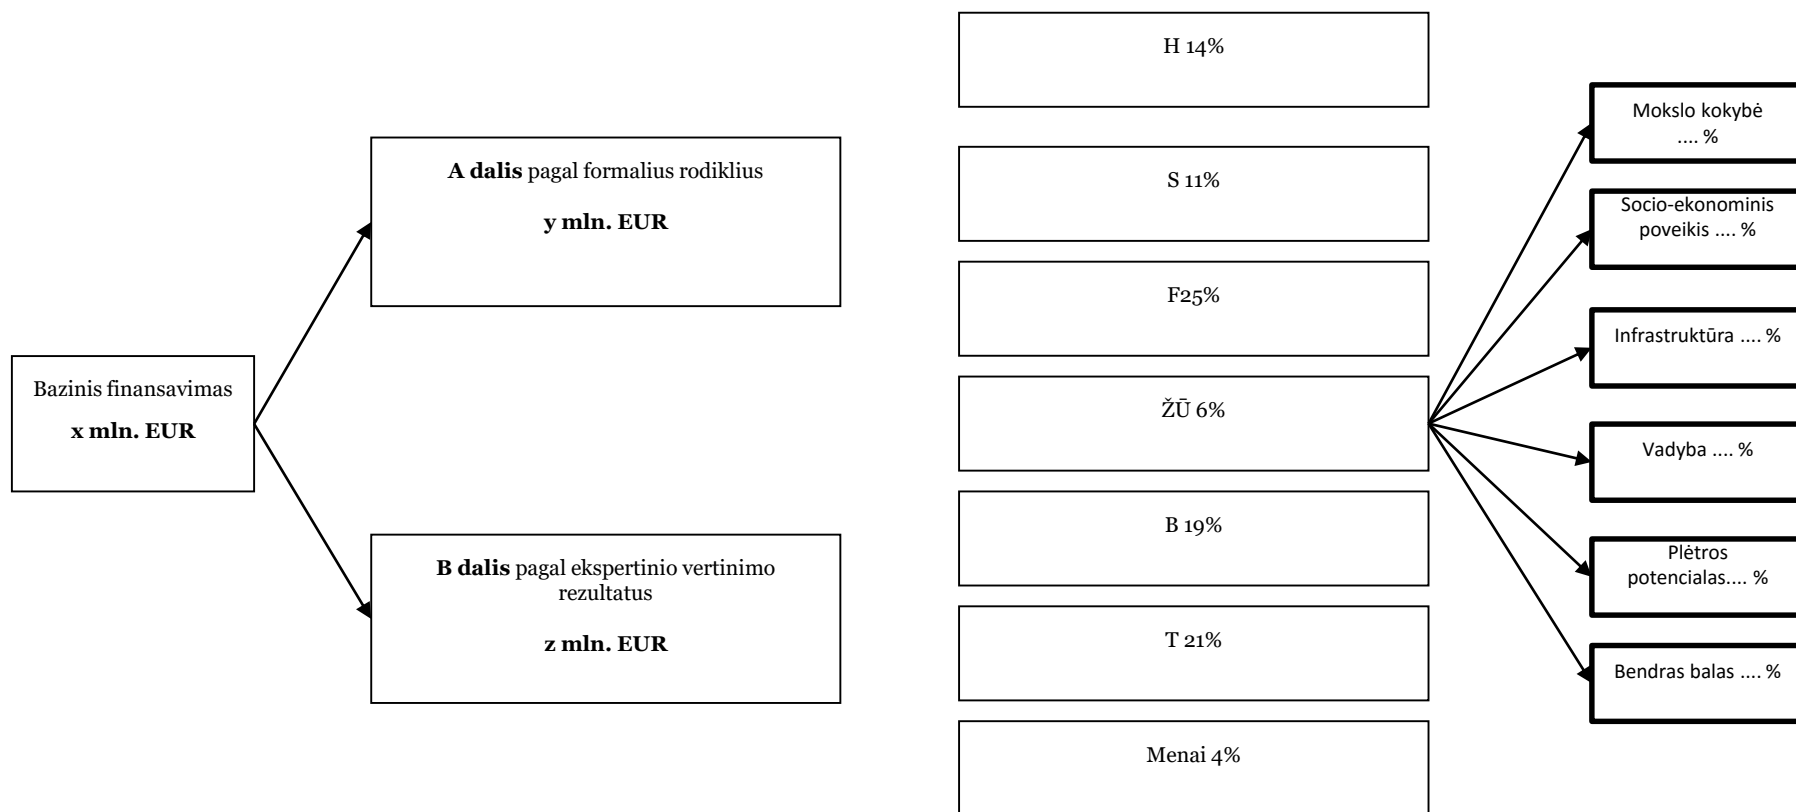 Bazinis finansavimas
x mln. EUR
A dalis pagal formalius rodiklius
y mln. EUR
B dalis pagal ekspertinio vertinimo
rezultatus
z mln. EUR
H 14%
S 11%
F25%
ŽŪ 6%
B 19%
T 21%
Menai 4%
Mokslo kokybė
.... %
Socio-ekonominis
poveikis .... %
Infrastruktūra .... %
Vadyba .... %
Plėtros
potencialas.... %
Bendras balas .... %